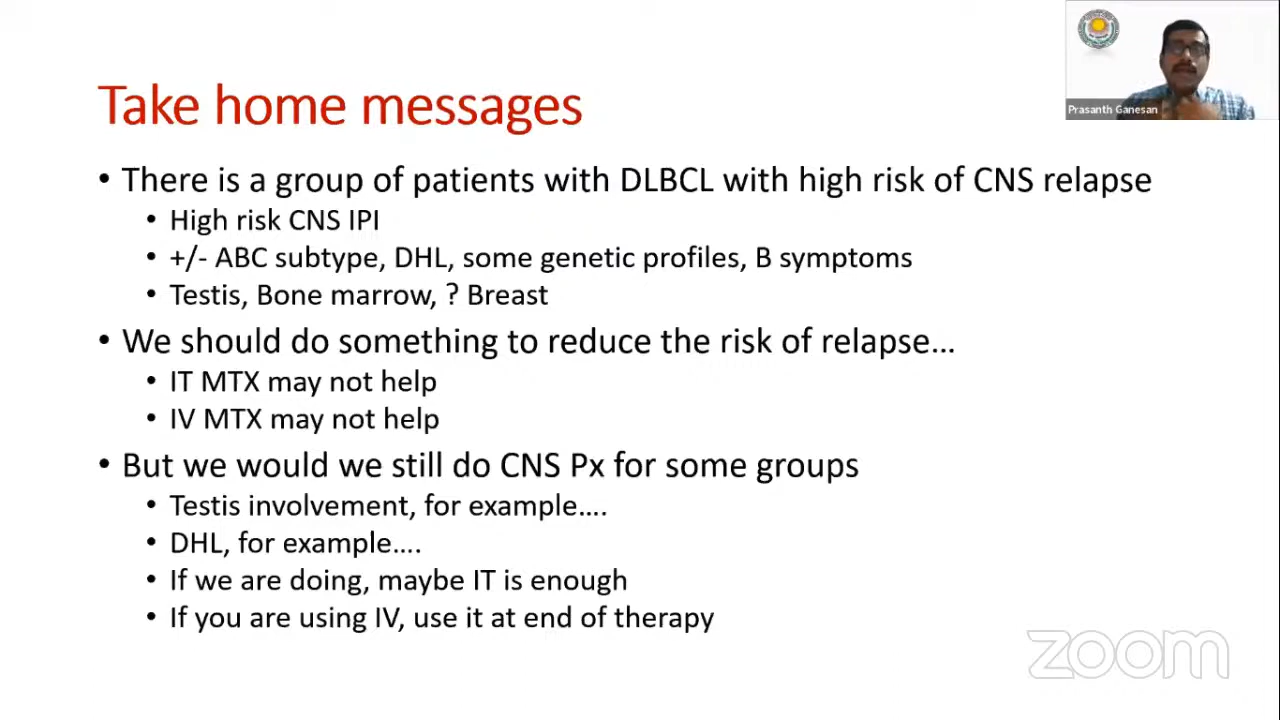 Take home messages
• There is a group of patients with DLBCL with high risk of CNS relapse
• High risk CNS IPI
• +/- ABC subtype, DHL, some genetic profiles, B symptoms
• Testis, Bone marrow, ? Breast
• We should do something to reduce the risk of relapse...
• IT MTX may not help
• IV MTX may not help
• But we would we still do CNS Px for some groups
• Testis involvement, for example....
• DHL, for example....
• If we are doing, maybe IT is enough
• If you are using IV, use it at end of therapy
Prasanth Ganesan
zoom